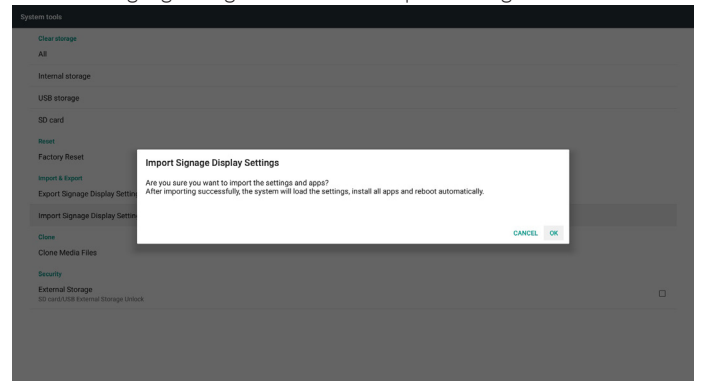 System tools
Clear storage
All
Internal storage
USB storage
SD card
Reset
Factory Reset
Import & Export
Export Signage Display Setting
Import Signage Display Setting
Clone
Clone Media Files
Security
External Storage
SD card/USB External Storage Unlock
Import Signage Display Settings
Are you sure you want to import the settings and apps?
After importing successfully, the system will load the settings, install all apps and reboot automatically.
CANCEL OK